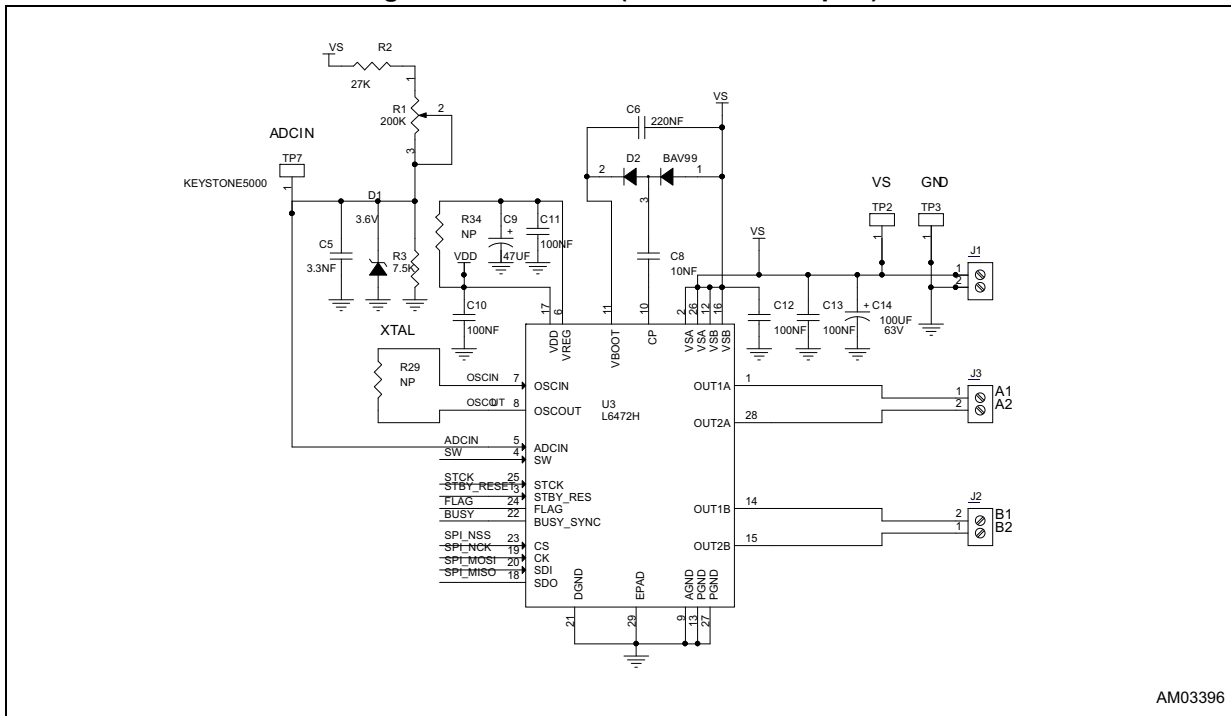 VS
R2
27K
1
R1
200K
2
3
ADCIN
TP7
1
KEYSTONE5000
D1
3.6V
C5
3.3NF
R3
7.5K
R34
NP
C9
+
47UF
C11
100NF
VDD
C10
100NF
C6
220NF
VS
2
D2
BAV99
1
3
C8
10NF
VS
VS
GND
TP2
TP3
1
1
J1
1
2
C12
100NF
C13
100NF
C14
+
100UF
63V
17
6
11
10
2
26
12
16
VDD
VREG
VBOOT
CP
VSA
VSA
VSB
VSB
XTAL
R29
NP
OSCIN 7 OSCIN
OSCOUT 8 OSCOUT
U3
L6472H
ADCIN 5 ADCIN
SW 4 SW
STCK 25 STCK
STBY_RESET 3 STBY_RES
FLAG 24 FLAG
BUSY 22 BUSY_SYNC
SPI_NSS 23 CS
SPI_NCK 19 CK
SPI_MOSI 20 SDI
SPI_MISO 18 SDO
OUT1A 1
OUT2A 28
J3
1 A1
2 A2
OUT1B 14
OUT2B 15
J2
2 B1
1 B2
DGND
EPAD
AGND
PGND
PGND
21
29
9
13
27
AM03396